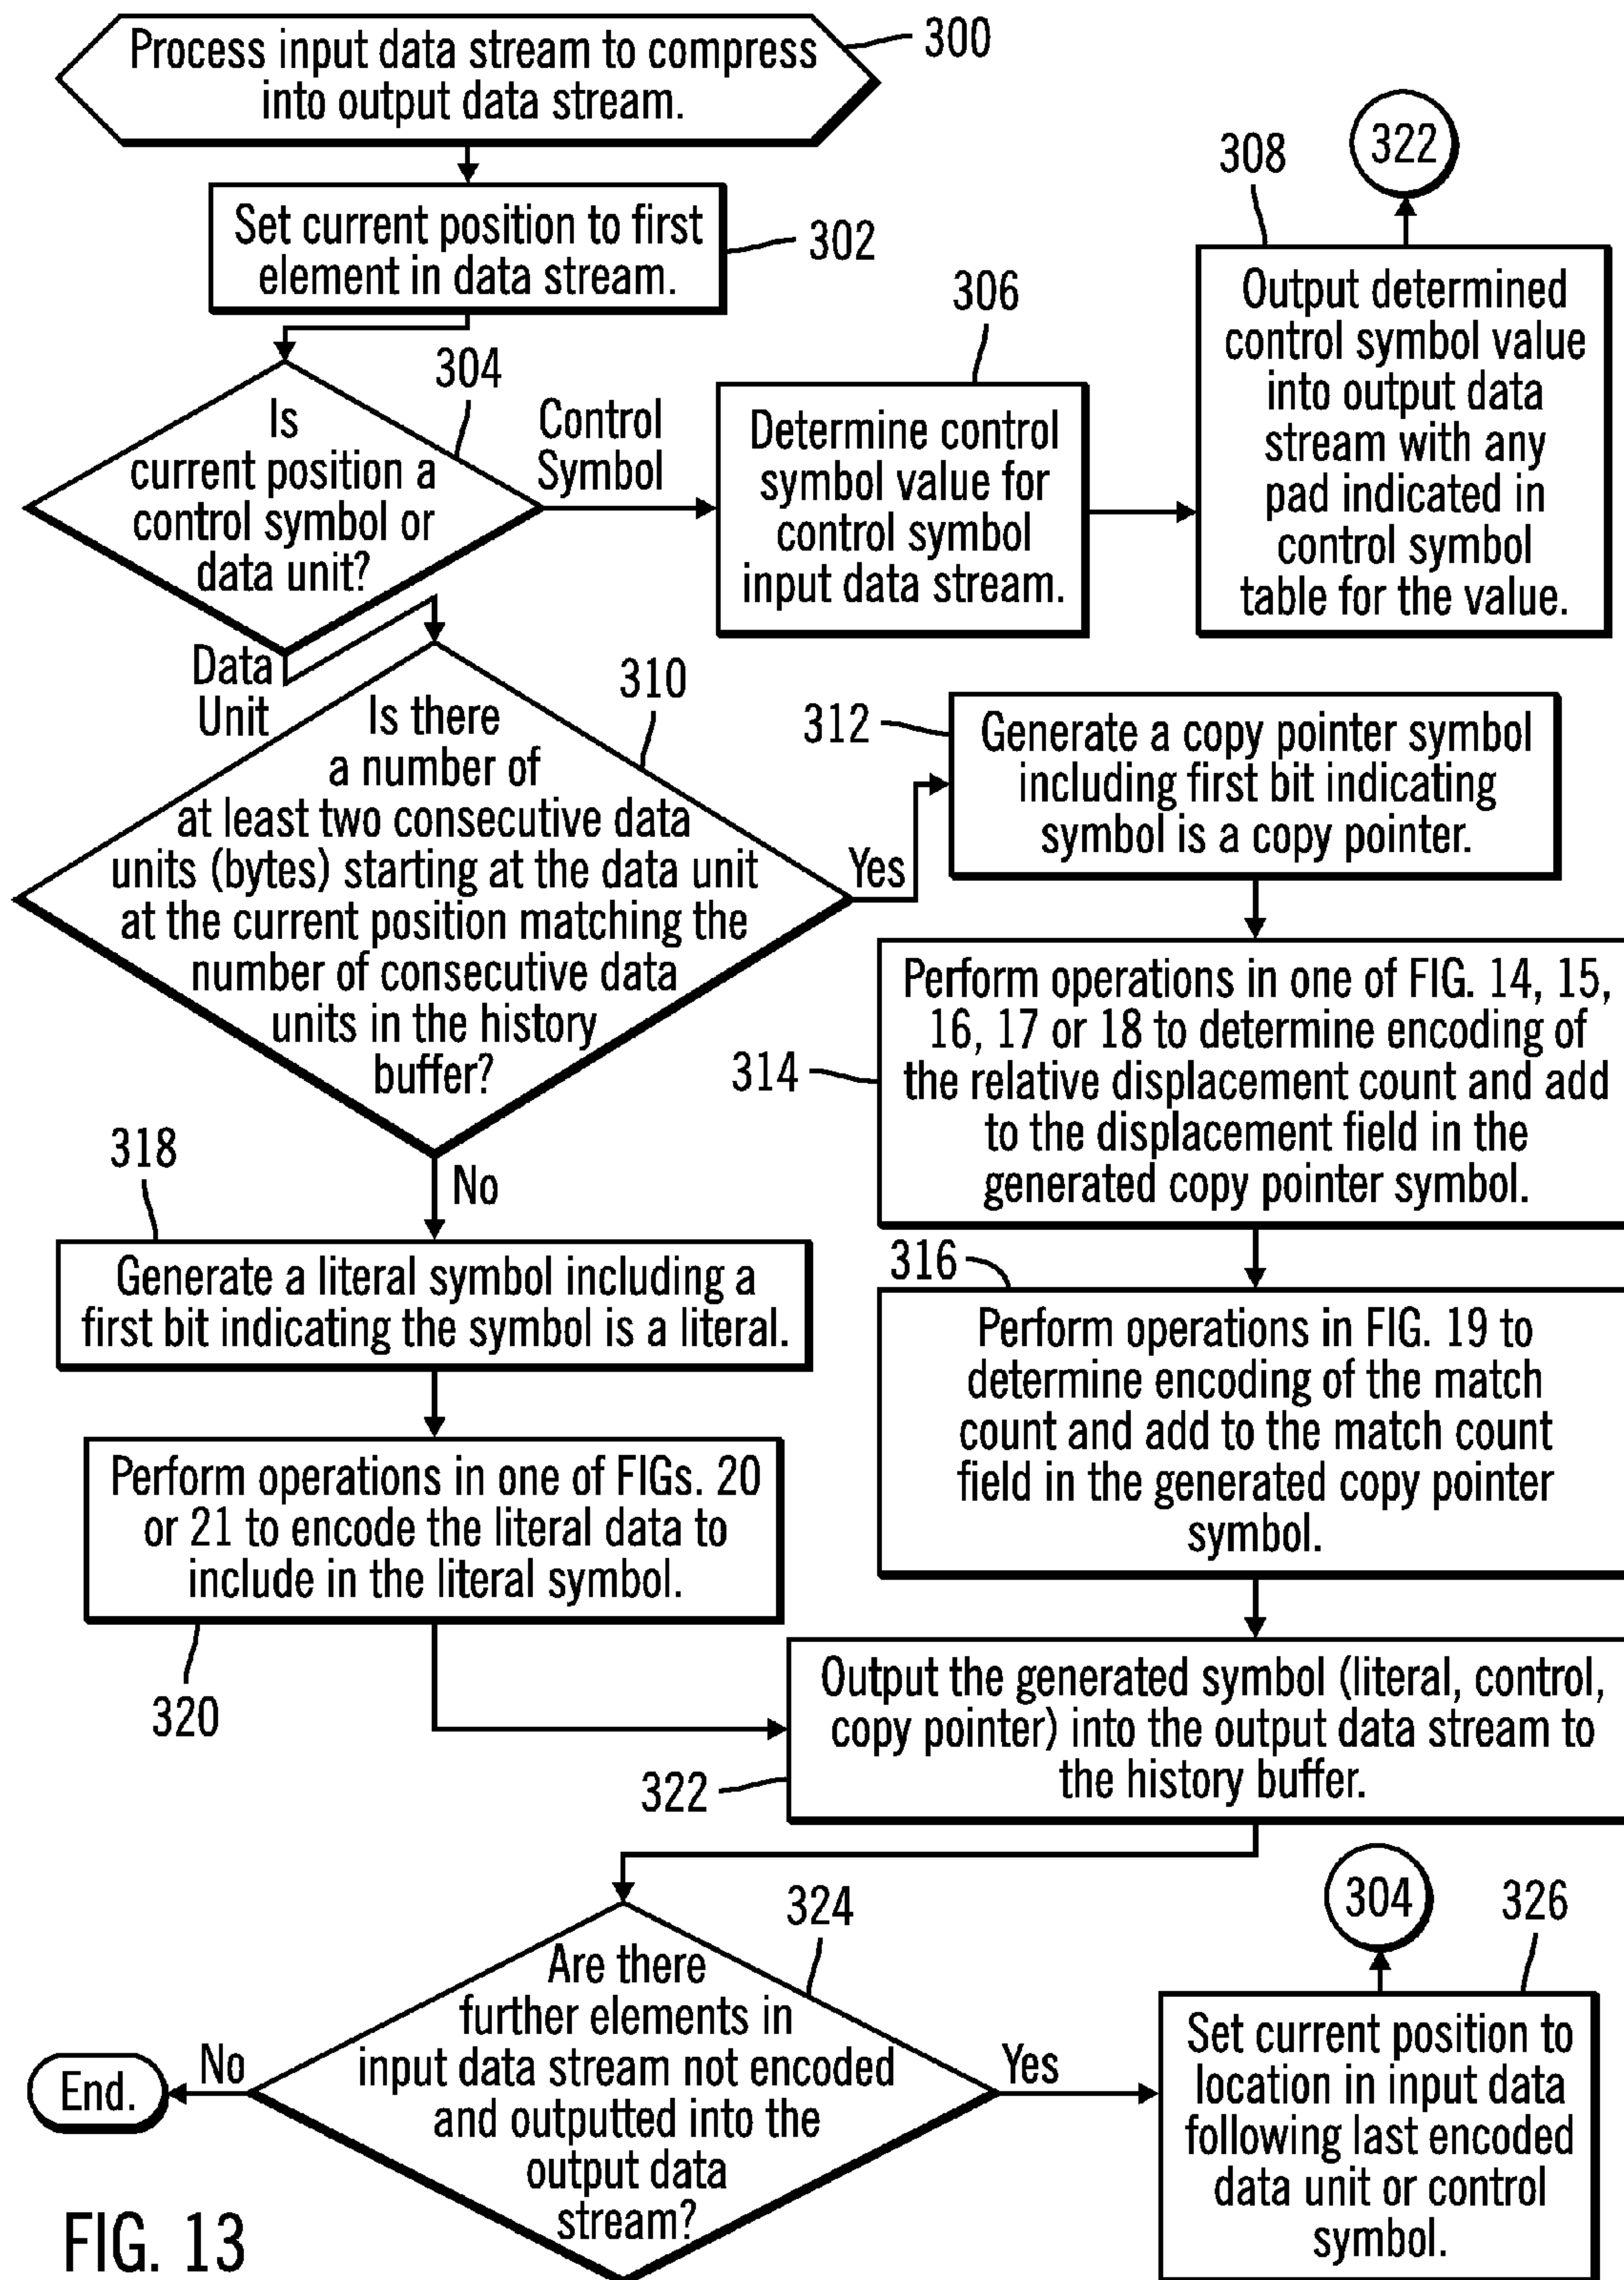 Process input data stream to compress
into output data stream.
300
Set current position to first
element in data stream.
302
304
Is
current position a
control symbol or
data unit?
Control
Symbol
306
Determine control
symbol value for
control symbol
input data stream.
308
322
Output determined
control symbol value
into output data
stream with any
pad indicated in
control symbol
table for the value.
Data
Unit
310
Is there
a number of
at least two consecutive data
units (bytes) starting at the data unit
at the current position matching the
number of consecutive data
units in the history
buffer?
Yes
312
Generate a copy pointer symbol
including first bit indicating
symbol is a copy pointer.
314
Perform operations in one of FIG. 14, 15,
16, 17 or 18 to determine encoding of
the relative displacement count and add
to the displacement field in the
generated copy pointer symbol.
316
Perform operations in FIG. 19 to
determine encoding of the match
count and add to the match count
field in the generated copy pointer
symbol.
No
318
Generate a literal symbol including a
first bit indicating the symbol is a literal.
Perform operations in one of FIGs. 20
or 21 to encode the literal data to
include in the literal symbol.
320
Output the generated symbol (literal, control,
copy pointer) into the output data stream to
the history buffer.
322
324
Are there
further elements in
input data stream not encoded
and outputted into the
output data
stream?
No
End.
Yes
304
326
Set current position to
location in input data
following last encoded
data unit or control
symbol.
FIG. 13